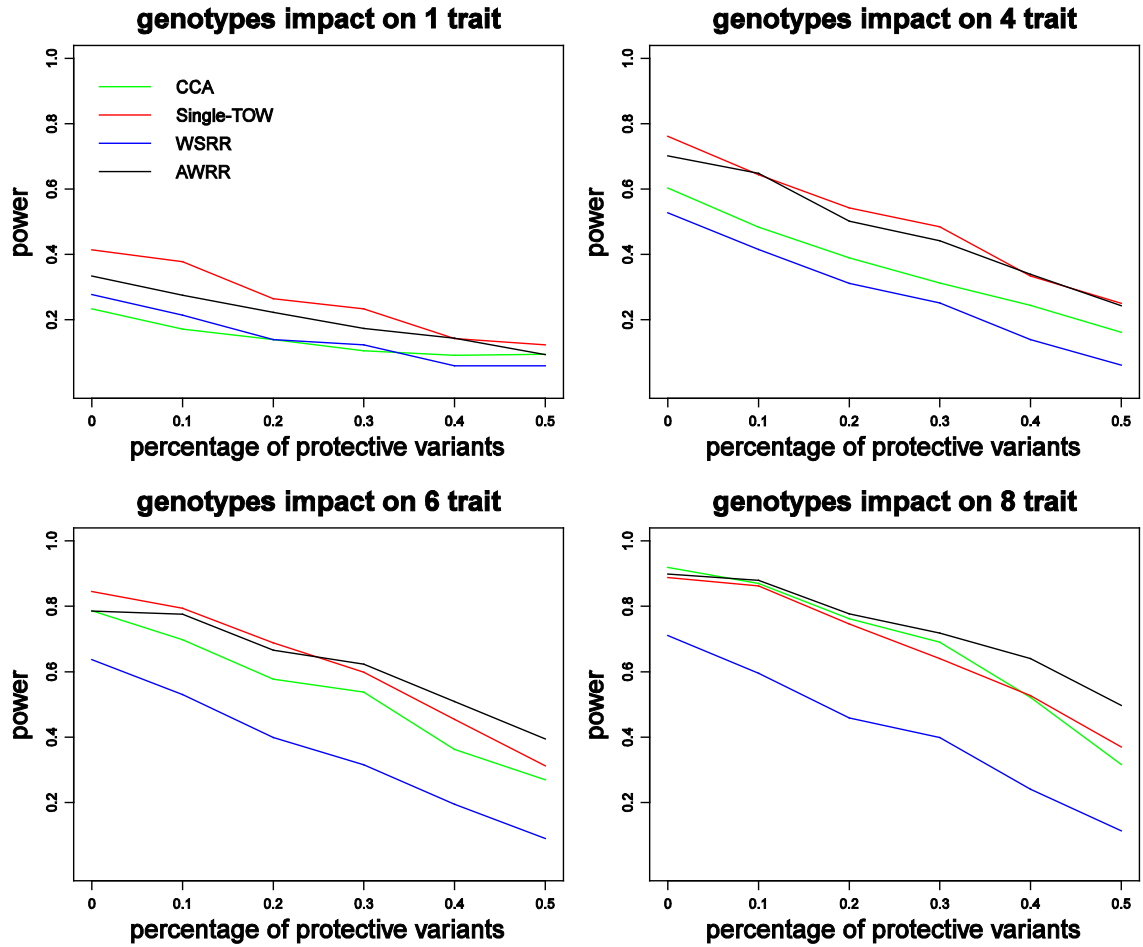 genotypes impact on 1 trait
power
1.0
0.8
0.6
0.4
0.2
CCA
Single-TOW
WSRR
AWRR
0 0.1 0.2 0.3 0.4 0.5
percentage of protective variants
genotypes impact on 4 trait
power
1.0
0.8
0.6
0.4
0.2
0 0.1 0.2 0.3 0.4 0.5
percentage of protective variants
genotypes impact on 6 trait
power
1.0
0.8
0.6
0.4
0.2
0 0.1 0.2 0.3 0.4 0.5
percentage of protective variants
genotypes impact on 8 trait
power
1.0
0.8
0.6
0.4
0.2
0 0.1 0.2 0.3 0.4 0.5
percentage of protective variants